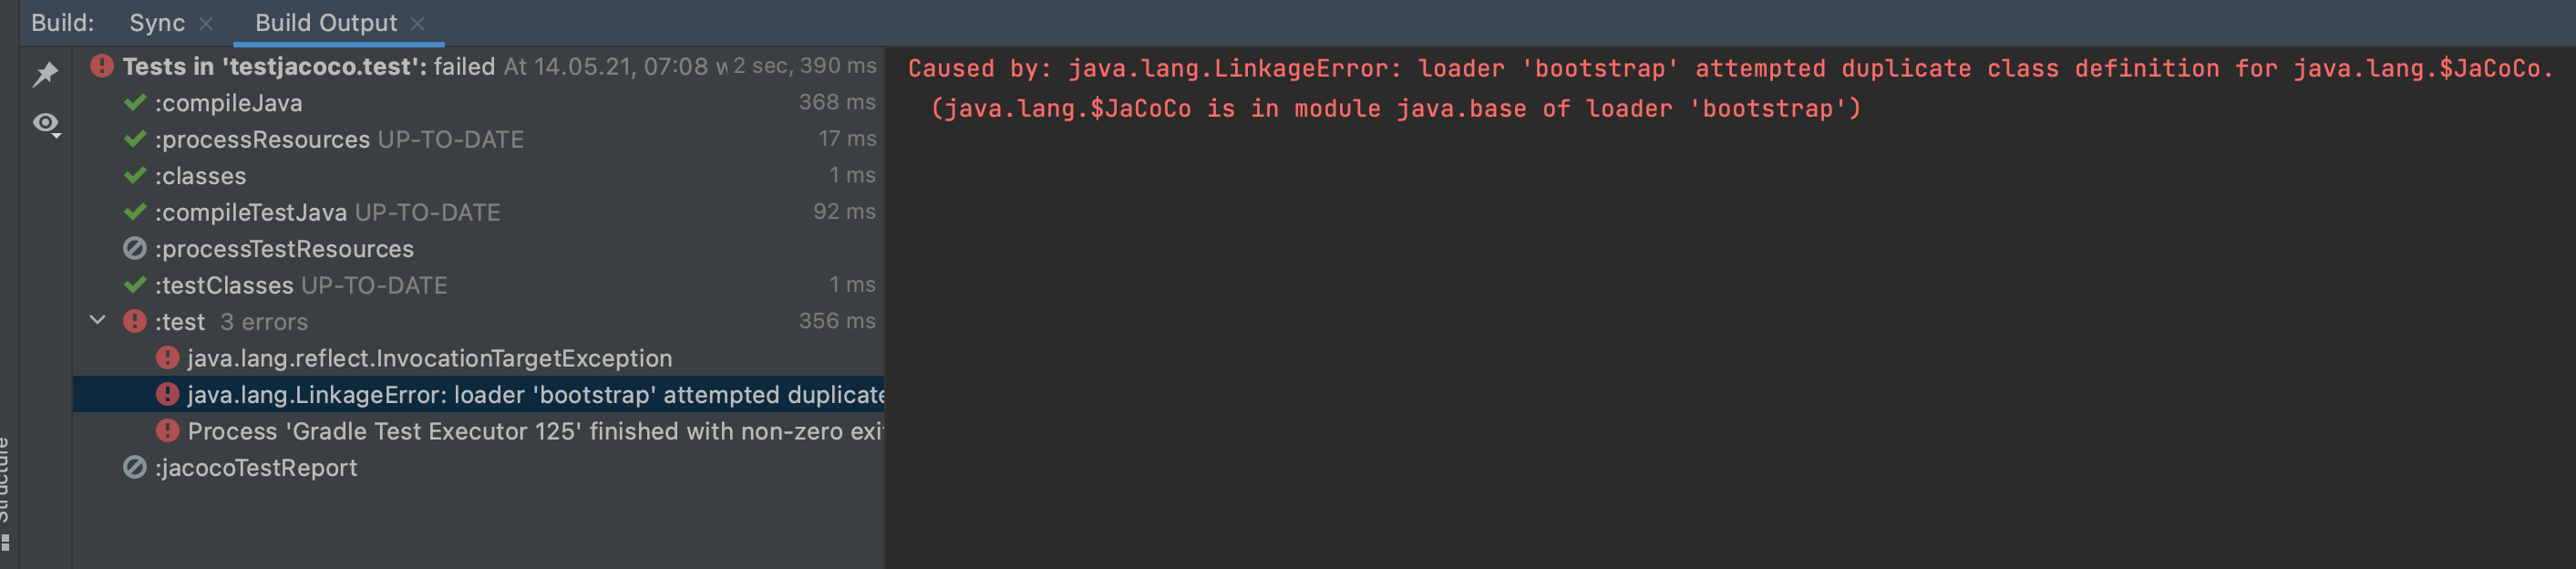 Build: Sync Build Output
Tests in 'testjacoco.test': failed At 14.05.21, 07:08 w 2 sec, 390 ms
:compileJava 368 ms
:processResources UP-TO-DATE 17 ms
:classes 1 ms
:compileTestJava UP-TO-DATE 92 ms
:processTestResources
:testClasses UP-TO-DATE 1 ms
:test 3 errors 356 ms
java.lang.reflect.InvocationTargetException
java.lang.LinkageError: loader 'bootstrap' attempted duplicate
Process 'Gradle Test Executor 125' finished with non-zero exi
:jacocoTestReport
Caused by: java.lang.LinkageError: loader 'bootstrap' attempted duplicate class definition for java.lang.$JaCoCo.
(java.lang.$JaCoCo is in module java.base of loader 'bootstrap')
Structure